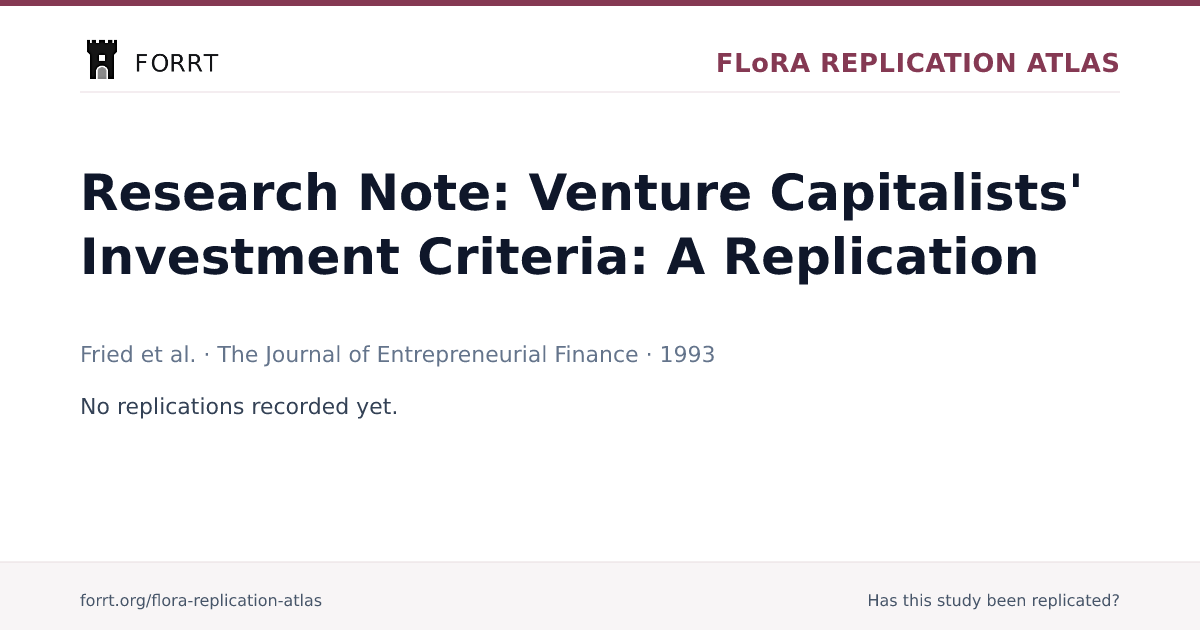 FORRT
FLoRA REPLICATION ATLAS
Research Note: Venture Capitalists'
Investment Criteria: A Replication
Fried et al. · The Journal of Entrepreneurial Finance · 1993
No replications recorded yet.
forrt.org/flora-replication-atlas
Has this study been replicated?